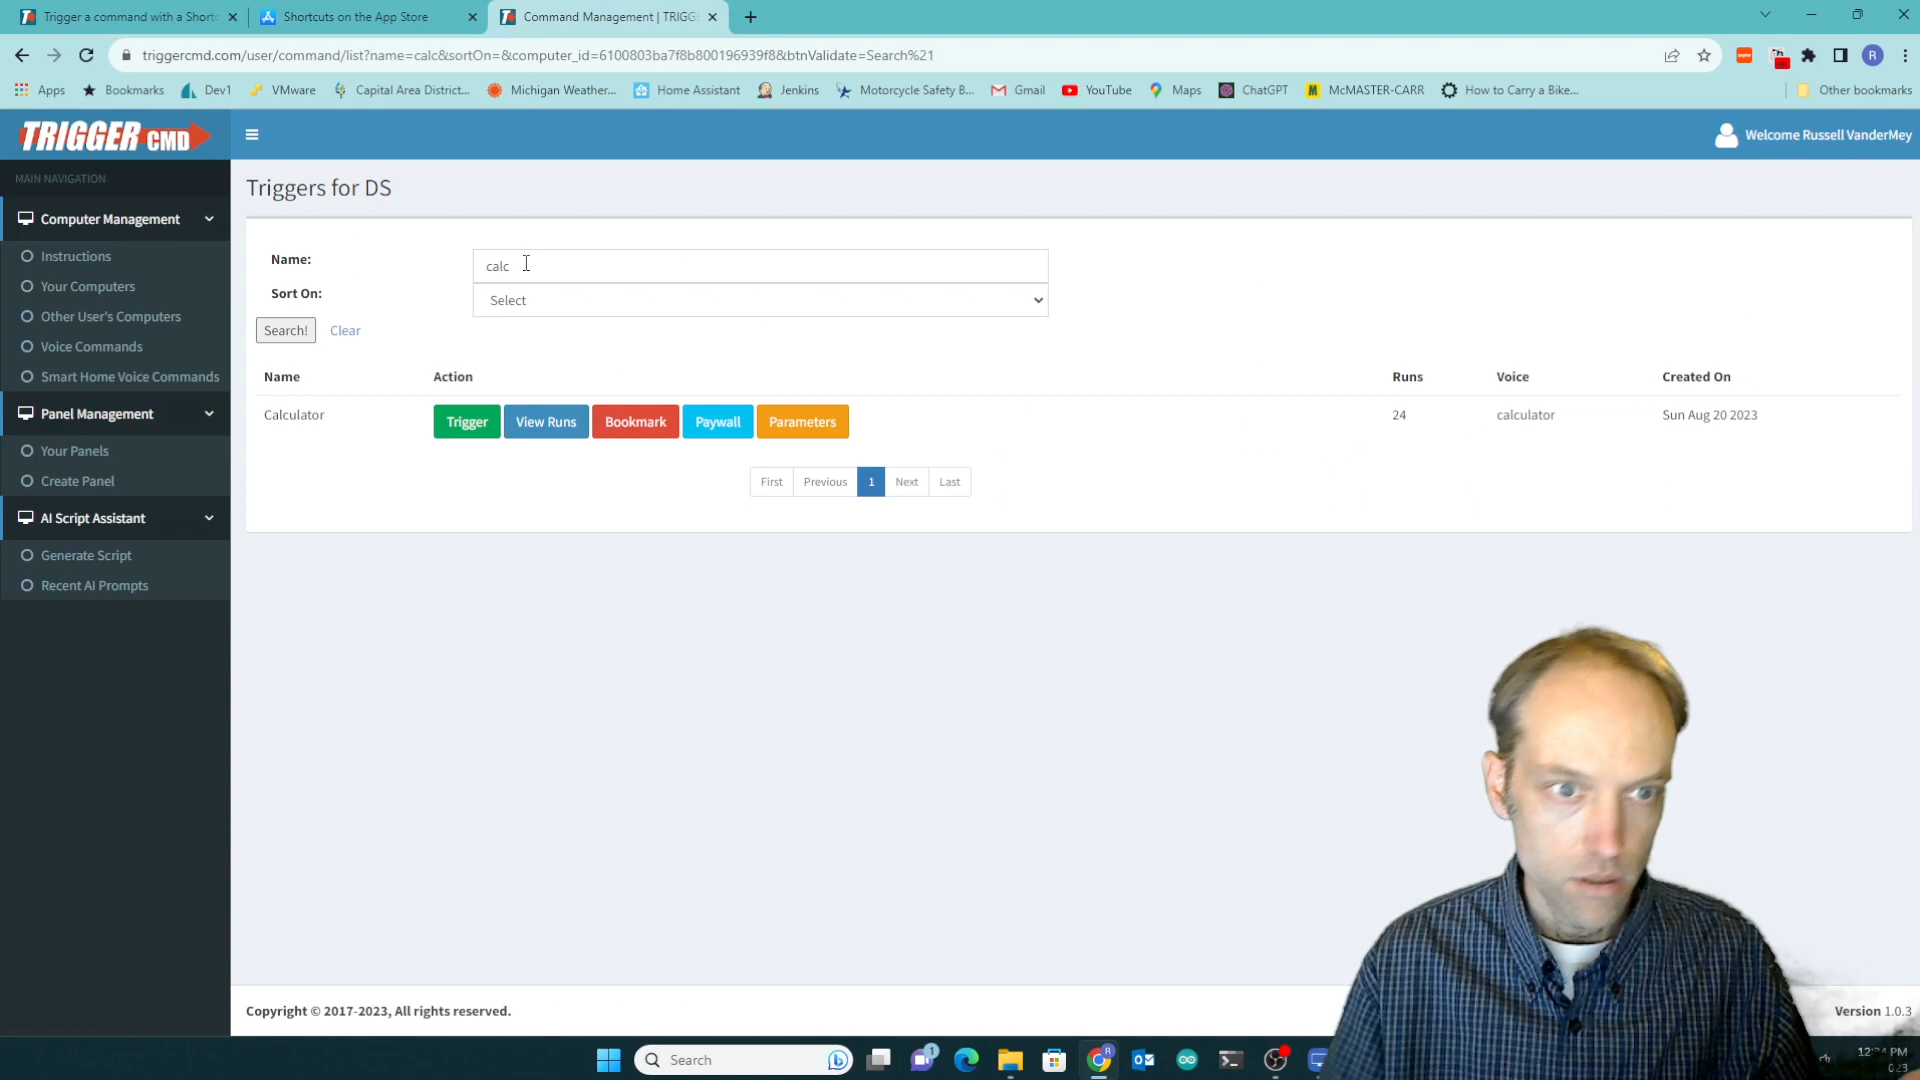 Trigger a command with a Short
Shortcuts on the App Store
Command Management | TRIGG
triggercmd.com/user/command/list?name=calc&sortOn=&computer_id=6100803ba7f8b800196939f8&btnValidate=Search%21
R
Apps
Bookmarks
Dev1
VMware
Capital Area District...
Michigan Weather...
Home Assistant
Jenkins
Motorcycle Safety B...
Gmail
YouTube
Maps
ChatGPT
McMASTER-CARR
How to Carry a Bike...
Other bookmarks
TRIGGER CMD
Welcome Russell VanderMey
MAIN NAVIGATION
Computer Management
Instructions
Your Computers
Other User's Computers
Voice Commands
Smart Home Voice Commands
Panel Management
Your Panels
Create Panel
AI Script Assistant
Generate Script
Recent AI Prompts
Triggers for DS
Name:
calc
Sort On:
Select
Search!
Clear
Name Action Runs Voice Created On
Calculator Trigger View Runs Bookmark Paywall Parameters 24 calculator Sun Aug 20 2023
First Previous 1 Next Last
Copyright © 2017-2023, All rights reserved.
Version 1.0.3
Search
1
R